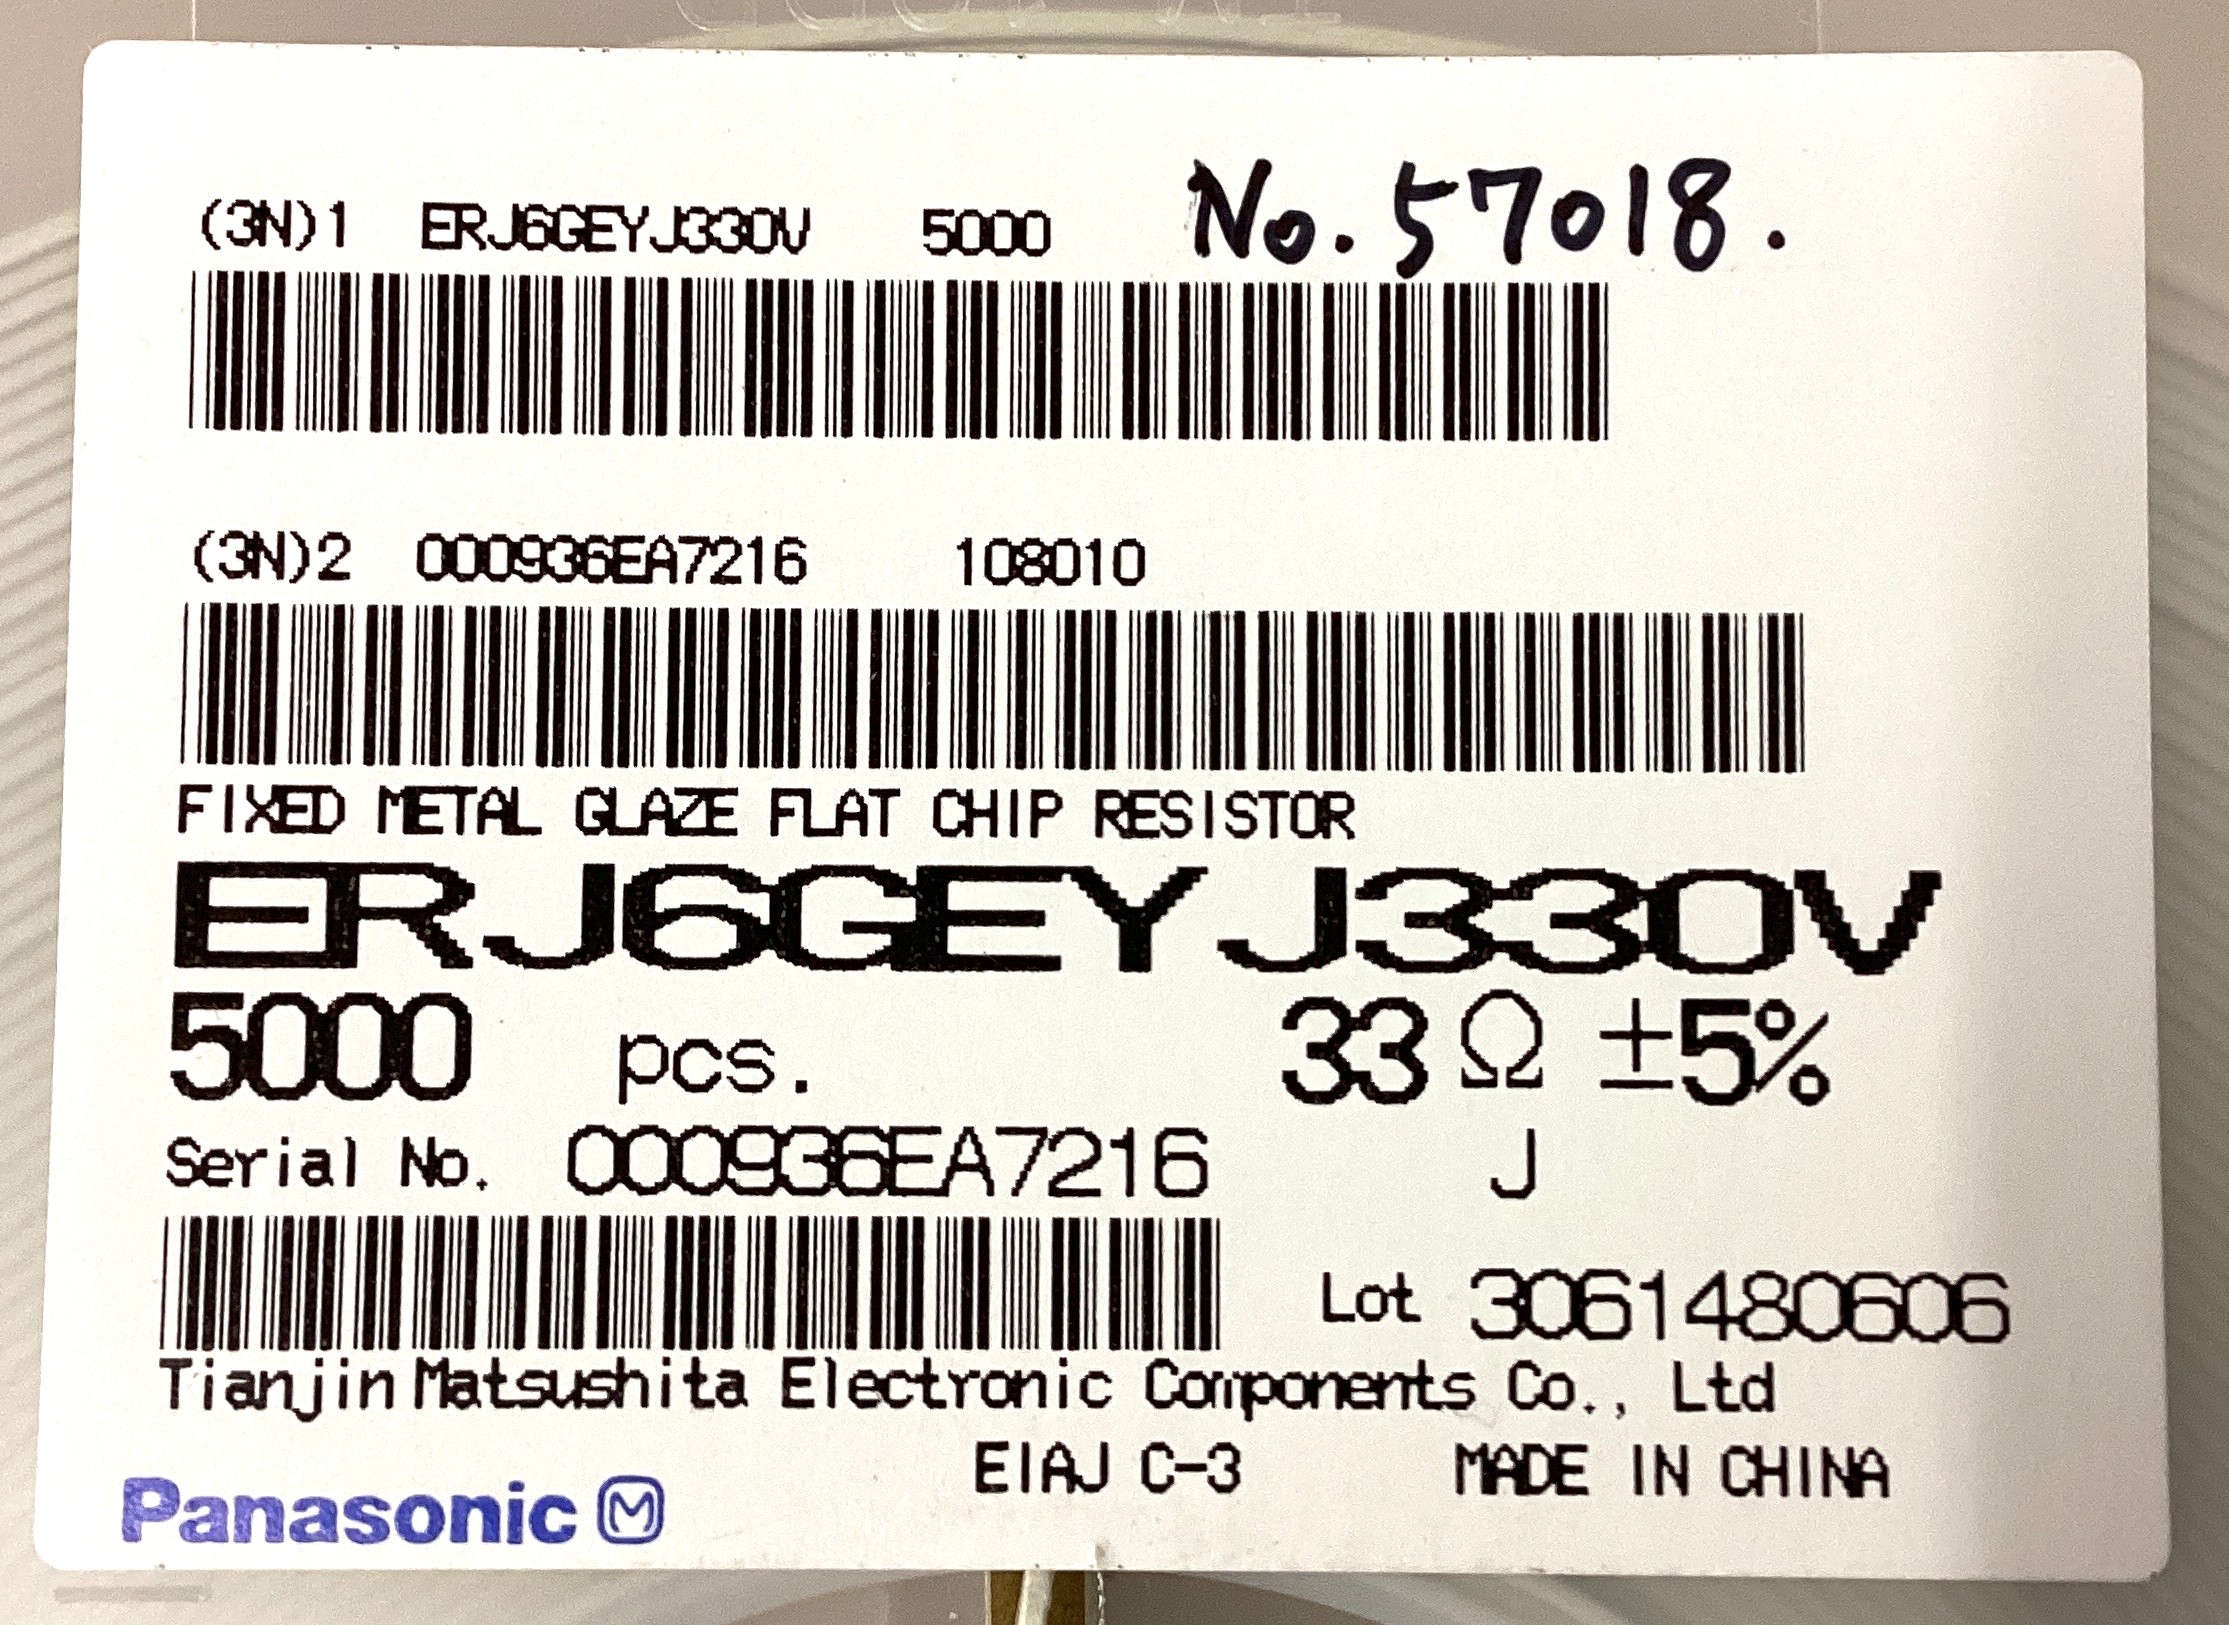 (3N)1 ERJ6GEYJ330V 5000 No. 57018.
(3N)2 000936EA7216 108010
FIXED METAL GLAZE FLAT CHIP RESISTOR
ERJ6GEYJ330V
5000 pcs. 33Ω ±5%
Serial No. 000936EA7216 J
Lot 3061480606
Tianjin Matsushita Electronic Components Co., Ltd
EIAJ C-3 MADE IN CHINA
Panasonic M